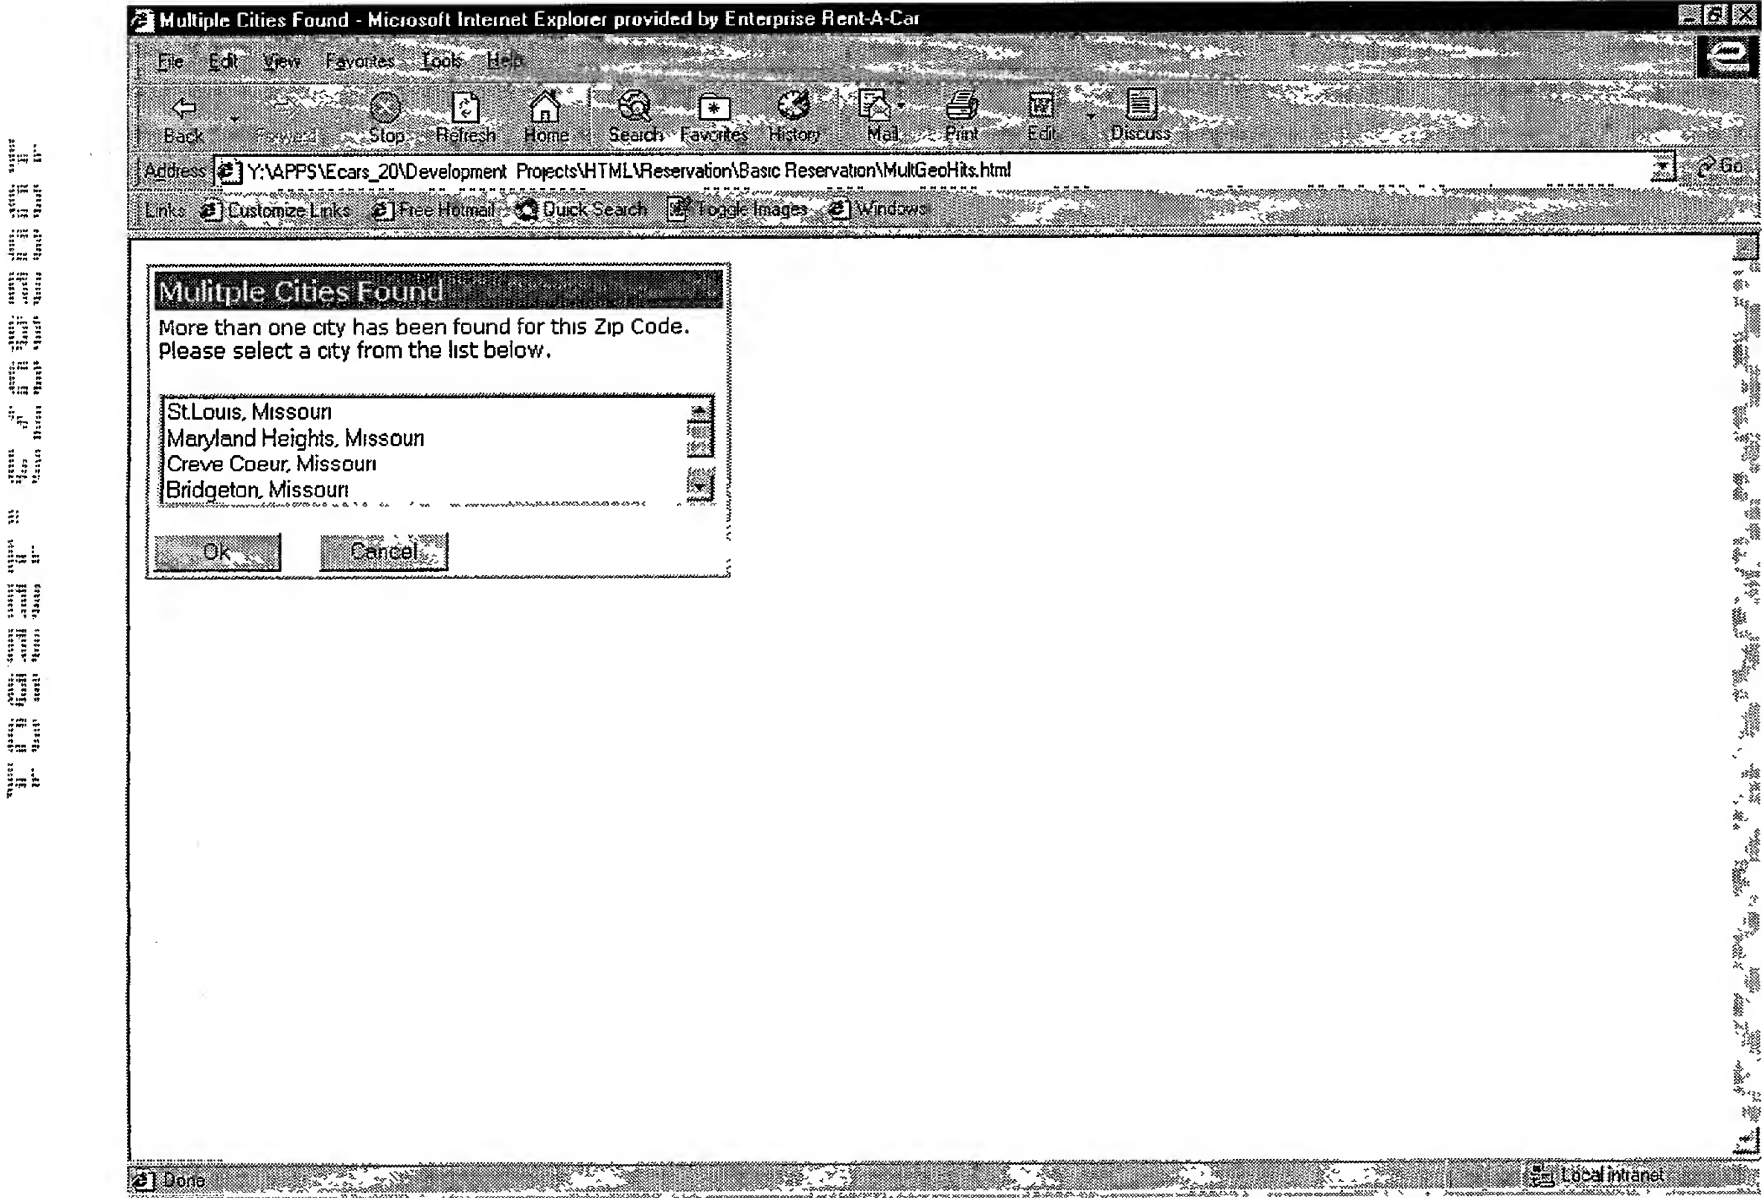 Multiple Cities Found - Microsoft Internet Explorer provided by Enterprise Rent-A-Car
File Edit View Favorites Tools Help
Back Forward Stop Refresh Home Search Favorites History Mail Print Edit Discuss
Address Y:\APPS\Ecars_20\Development Projects\HTML\Reservation\Basic Reservation\MultGeoHits.html Go
Links Customize Links Free Hotmail Quick Search Toggle Images Windows
Mulitple Cities Found
More than one city has been found for this Zip Code.
Please select a city from the list below.
St.Louis, Missouri
Maryland Heights, Missouri
Creve Coeur, Missouri
Bridgeton, Missouri
Ok Cancel
Done Local intranet